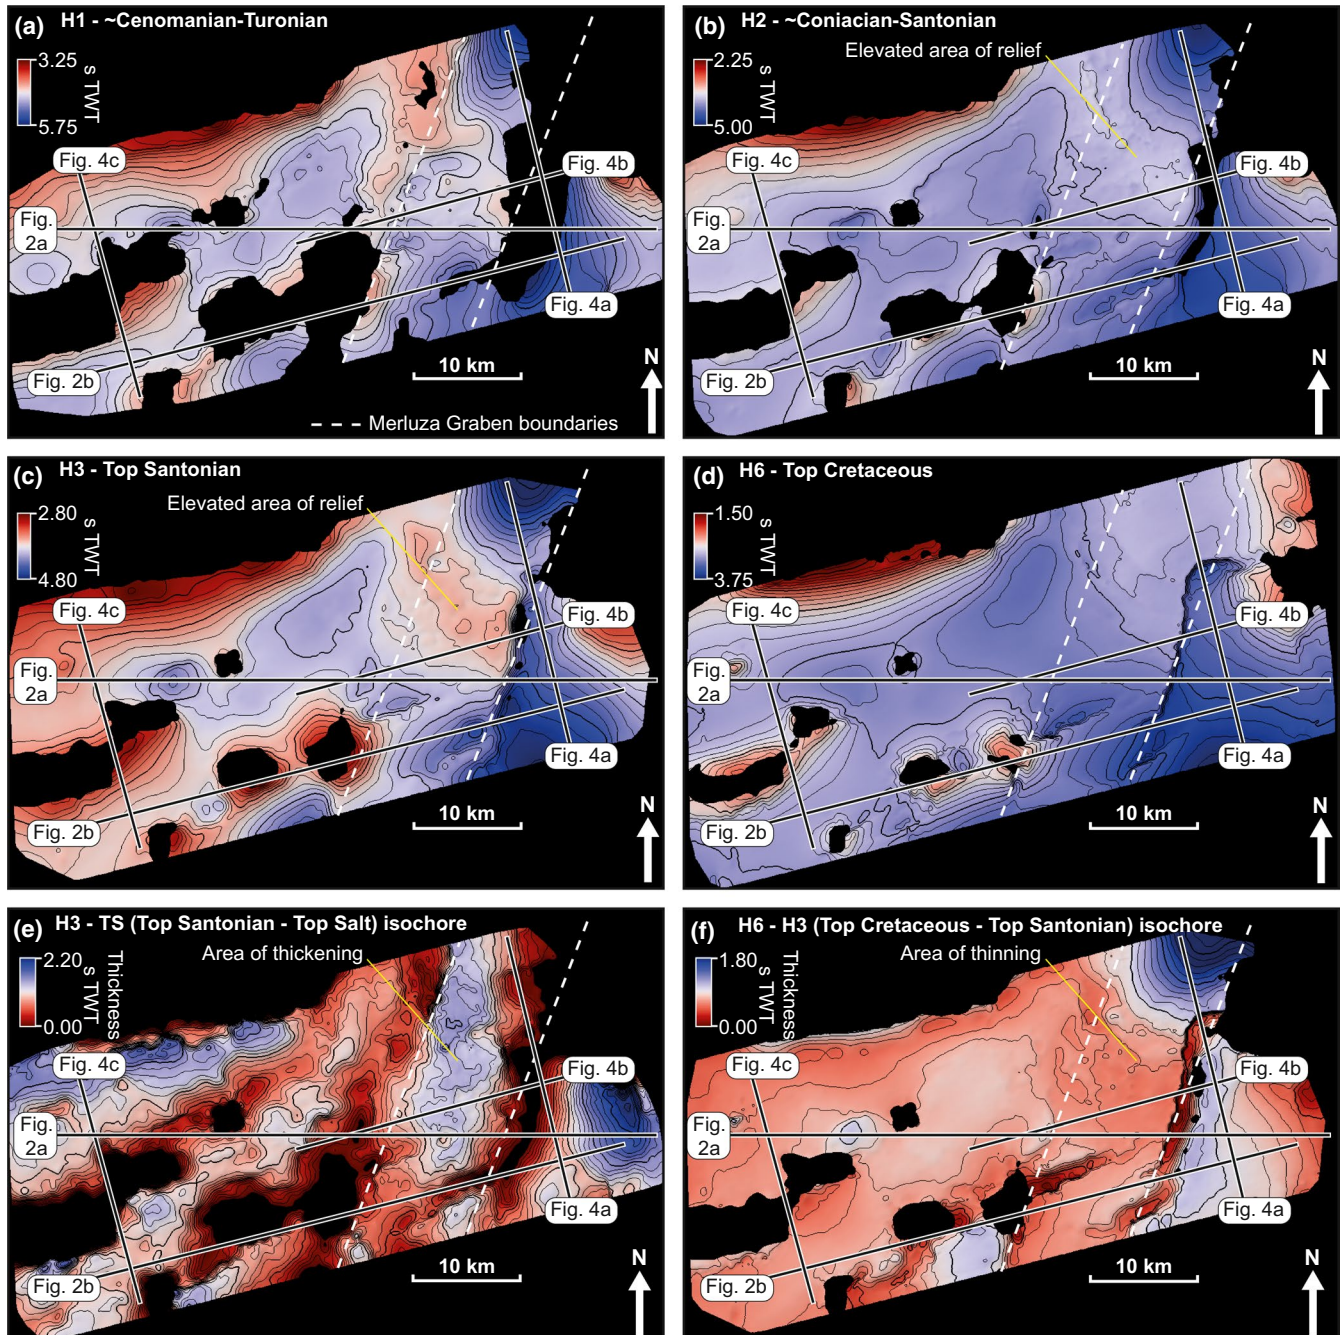 (a) H1 - ~Cenomanian-Turonian
3.25
5.75
s TWT
Fig. 4c
Fig. 4b
Fig. 2a
Fig. 4a
Fig. 2b
10 km
N
Merluza Graben boundaries
(b) H2 - ~Coniacian-Santonian
Elevated area of relief
2.25
5.00
s TWT
Fig. 4c
Fig. 4b
Fig. 2a
Fig. 4a
Fig. 2b
10 km
N
(c) H3 - Top Santonian
Elevated area of relief
2.80
4.80
s TWT
Fig. 4c
Fig. 4b
Fig. 2a
Fig. 4a
Fig. 2b
10 km
N
(d) H6 - Top Cretaceous
1.50
3.75
s TWT
Fig. 4c
Fig. 4b
Fig. 2a
Fig. 4a
Fig. 2b
10 km
N
(e) H3 - TS (Top Santonian - Top Salt) isochore
Area of thickening
2.20
0.00
Thickness
s TWT
Fig. 4c
Fig. 4b
Fig. 2a
Fig. 4a
Fig. 2b
10 km
N
(f) H6 - H3 (Top Cretaceous - Top Santonian) isochore
Area of thinning
1.80
0.00
Thickness
s TWT
Fig. 4c
Fig. 4b
Fig. 2a
Fig. 4a
Fig. 2b
10 km
N